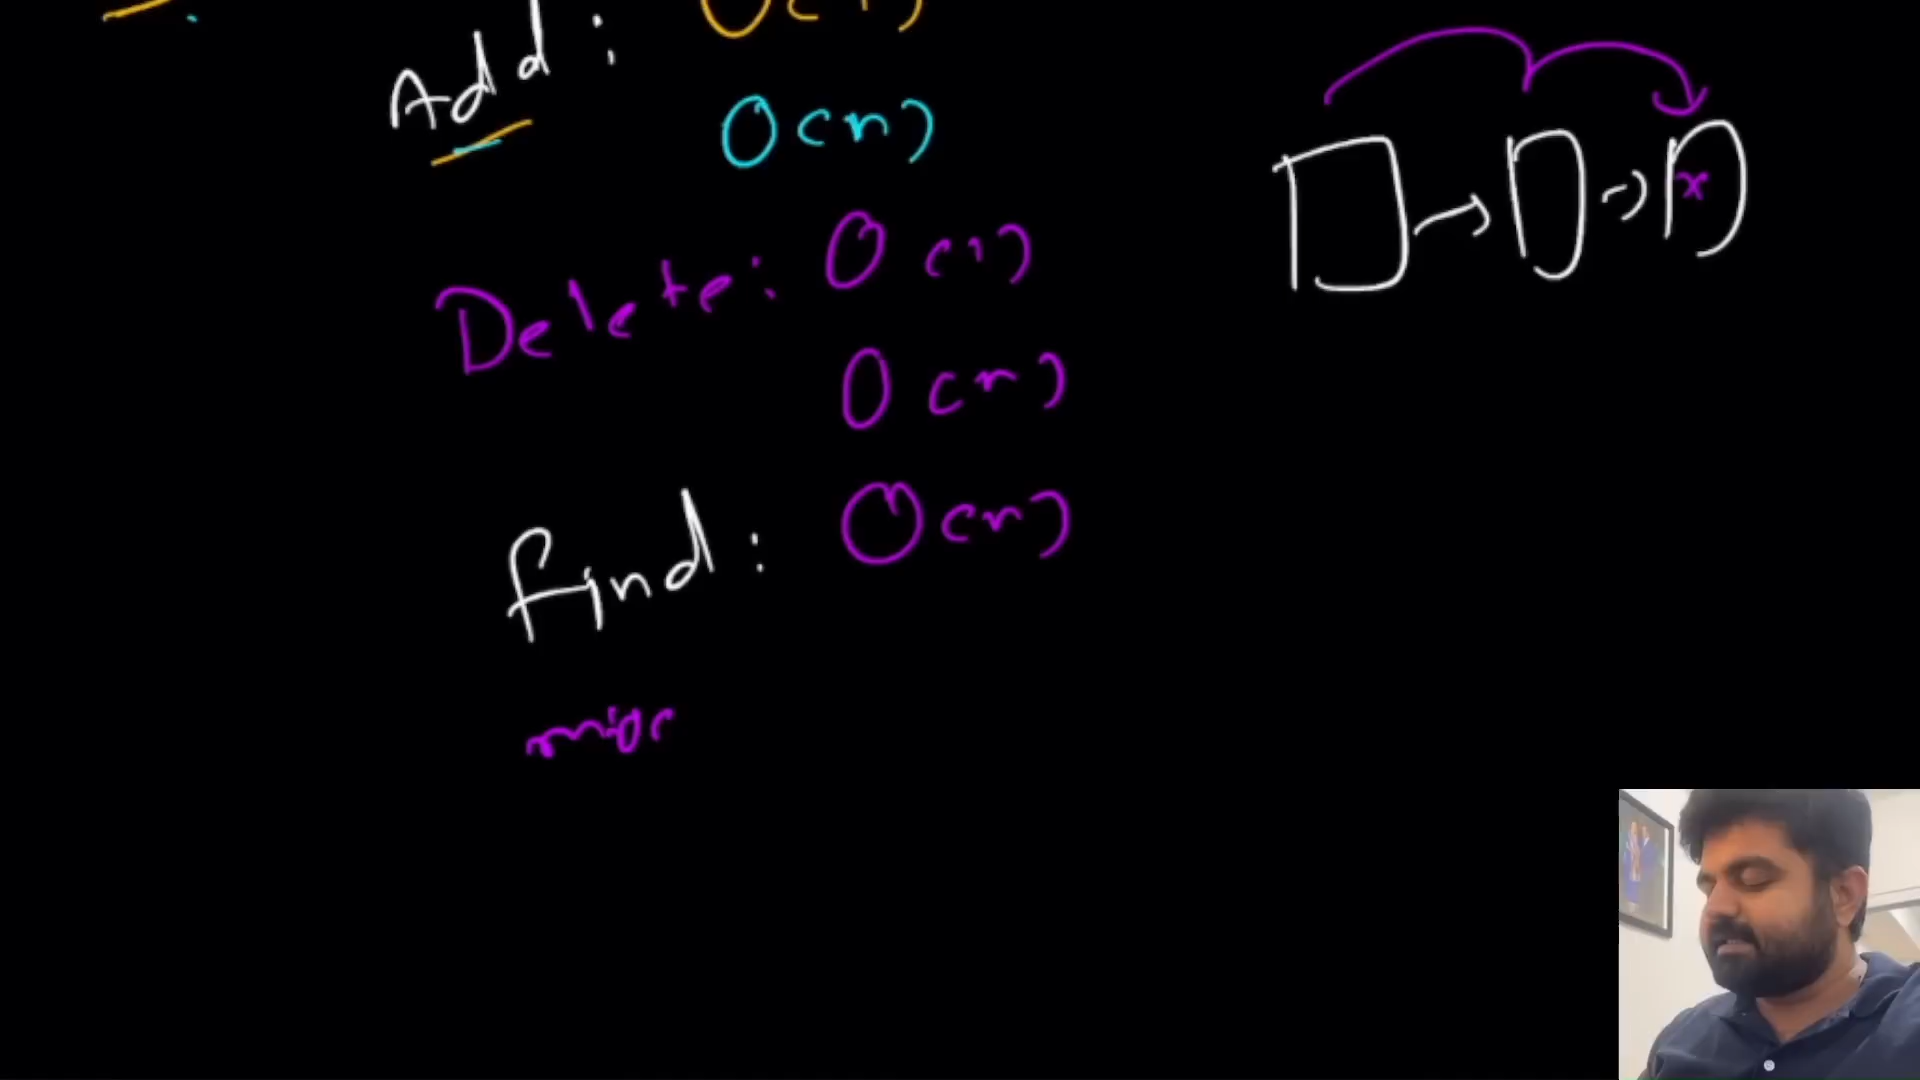 Add: O(1)
O(n)
Delete: O(1)
O(n)
find: O(n)
x